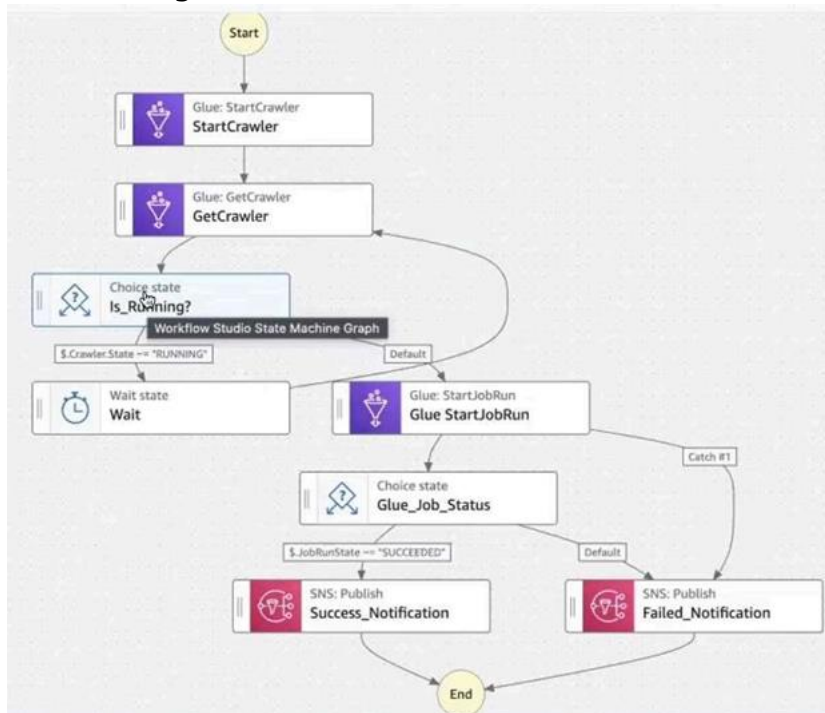 Start
Glue: StartCrawler
StartCrawler
Glue: GetCrawler
GetCrawler
Choice state
Is_Running?
Workflow Studio State Machine Graph
$.Crawler.State == "RUNNING"
Default
Wait state
Wait
Glue: StartJobRun
Glue StartJobRun
Catch #1
Choice state
Glue_Job_Status
$.JobRunState == "SUCCEEDED"
Default
SNS: Publish
Success_Notification
SNS: Publish
Failed_Notification
End